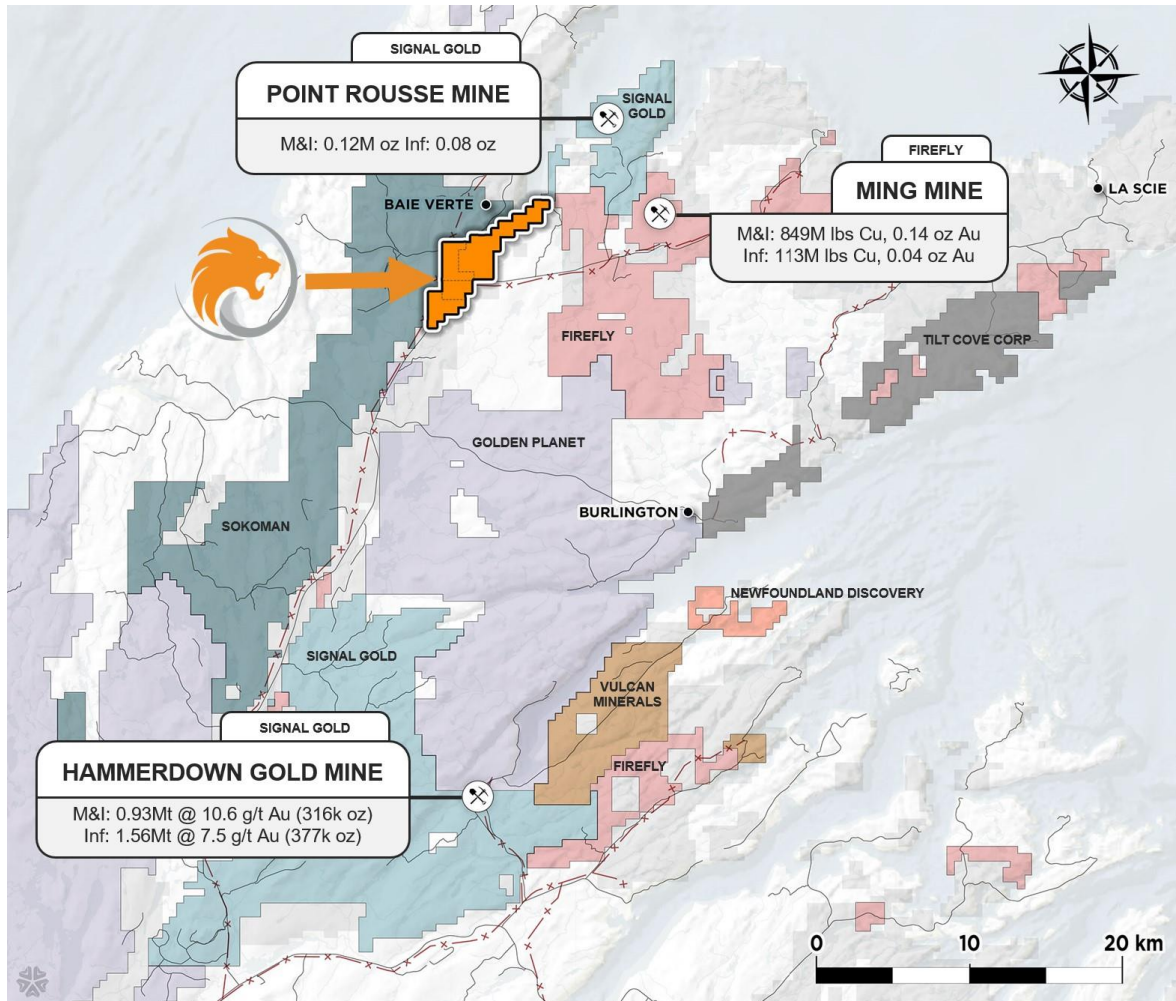 SIGNAL GOLD
POINT ROUSSE MINE
M&I: 0.12M oz Inf: 0.08 oz
SIGNAL
GOLD
FIREFLY
MING MINE
M&I: 849M lbs Cu, 0.14 oz Au
Inf: 113M lbs Cu, 0.04 oz Au
LA SCIE
BAIE VERTE
FIREFLY
TILT COVE CORP
GOLDEN PLANET
BURLINGTON
SOKOMAN
NEWFOUNDLAND DISCOVERY
SIGNAL GOLD
VULCAN
MINERALS
FIREFLY
SIGNAL GOLD
HAMMERDOWN GOLD MINE
M&I: 0.93Mt @ 10.6 g/t Au (316k oz)
Inf: 1.56Mt @ 7.5 g/t Au (377k oz)
0 10 20 km